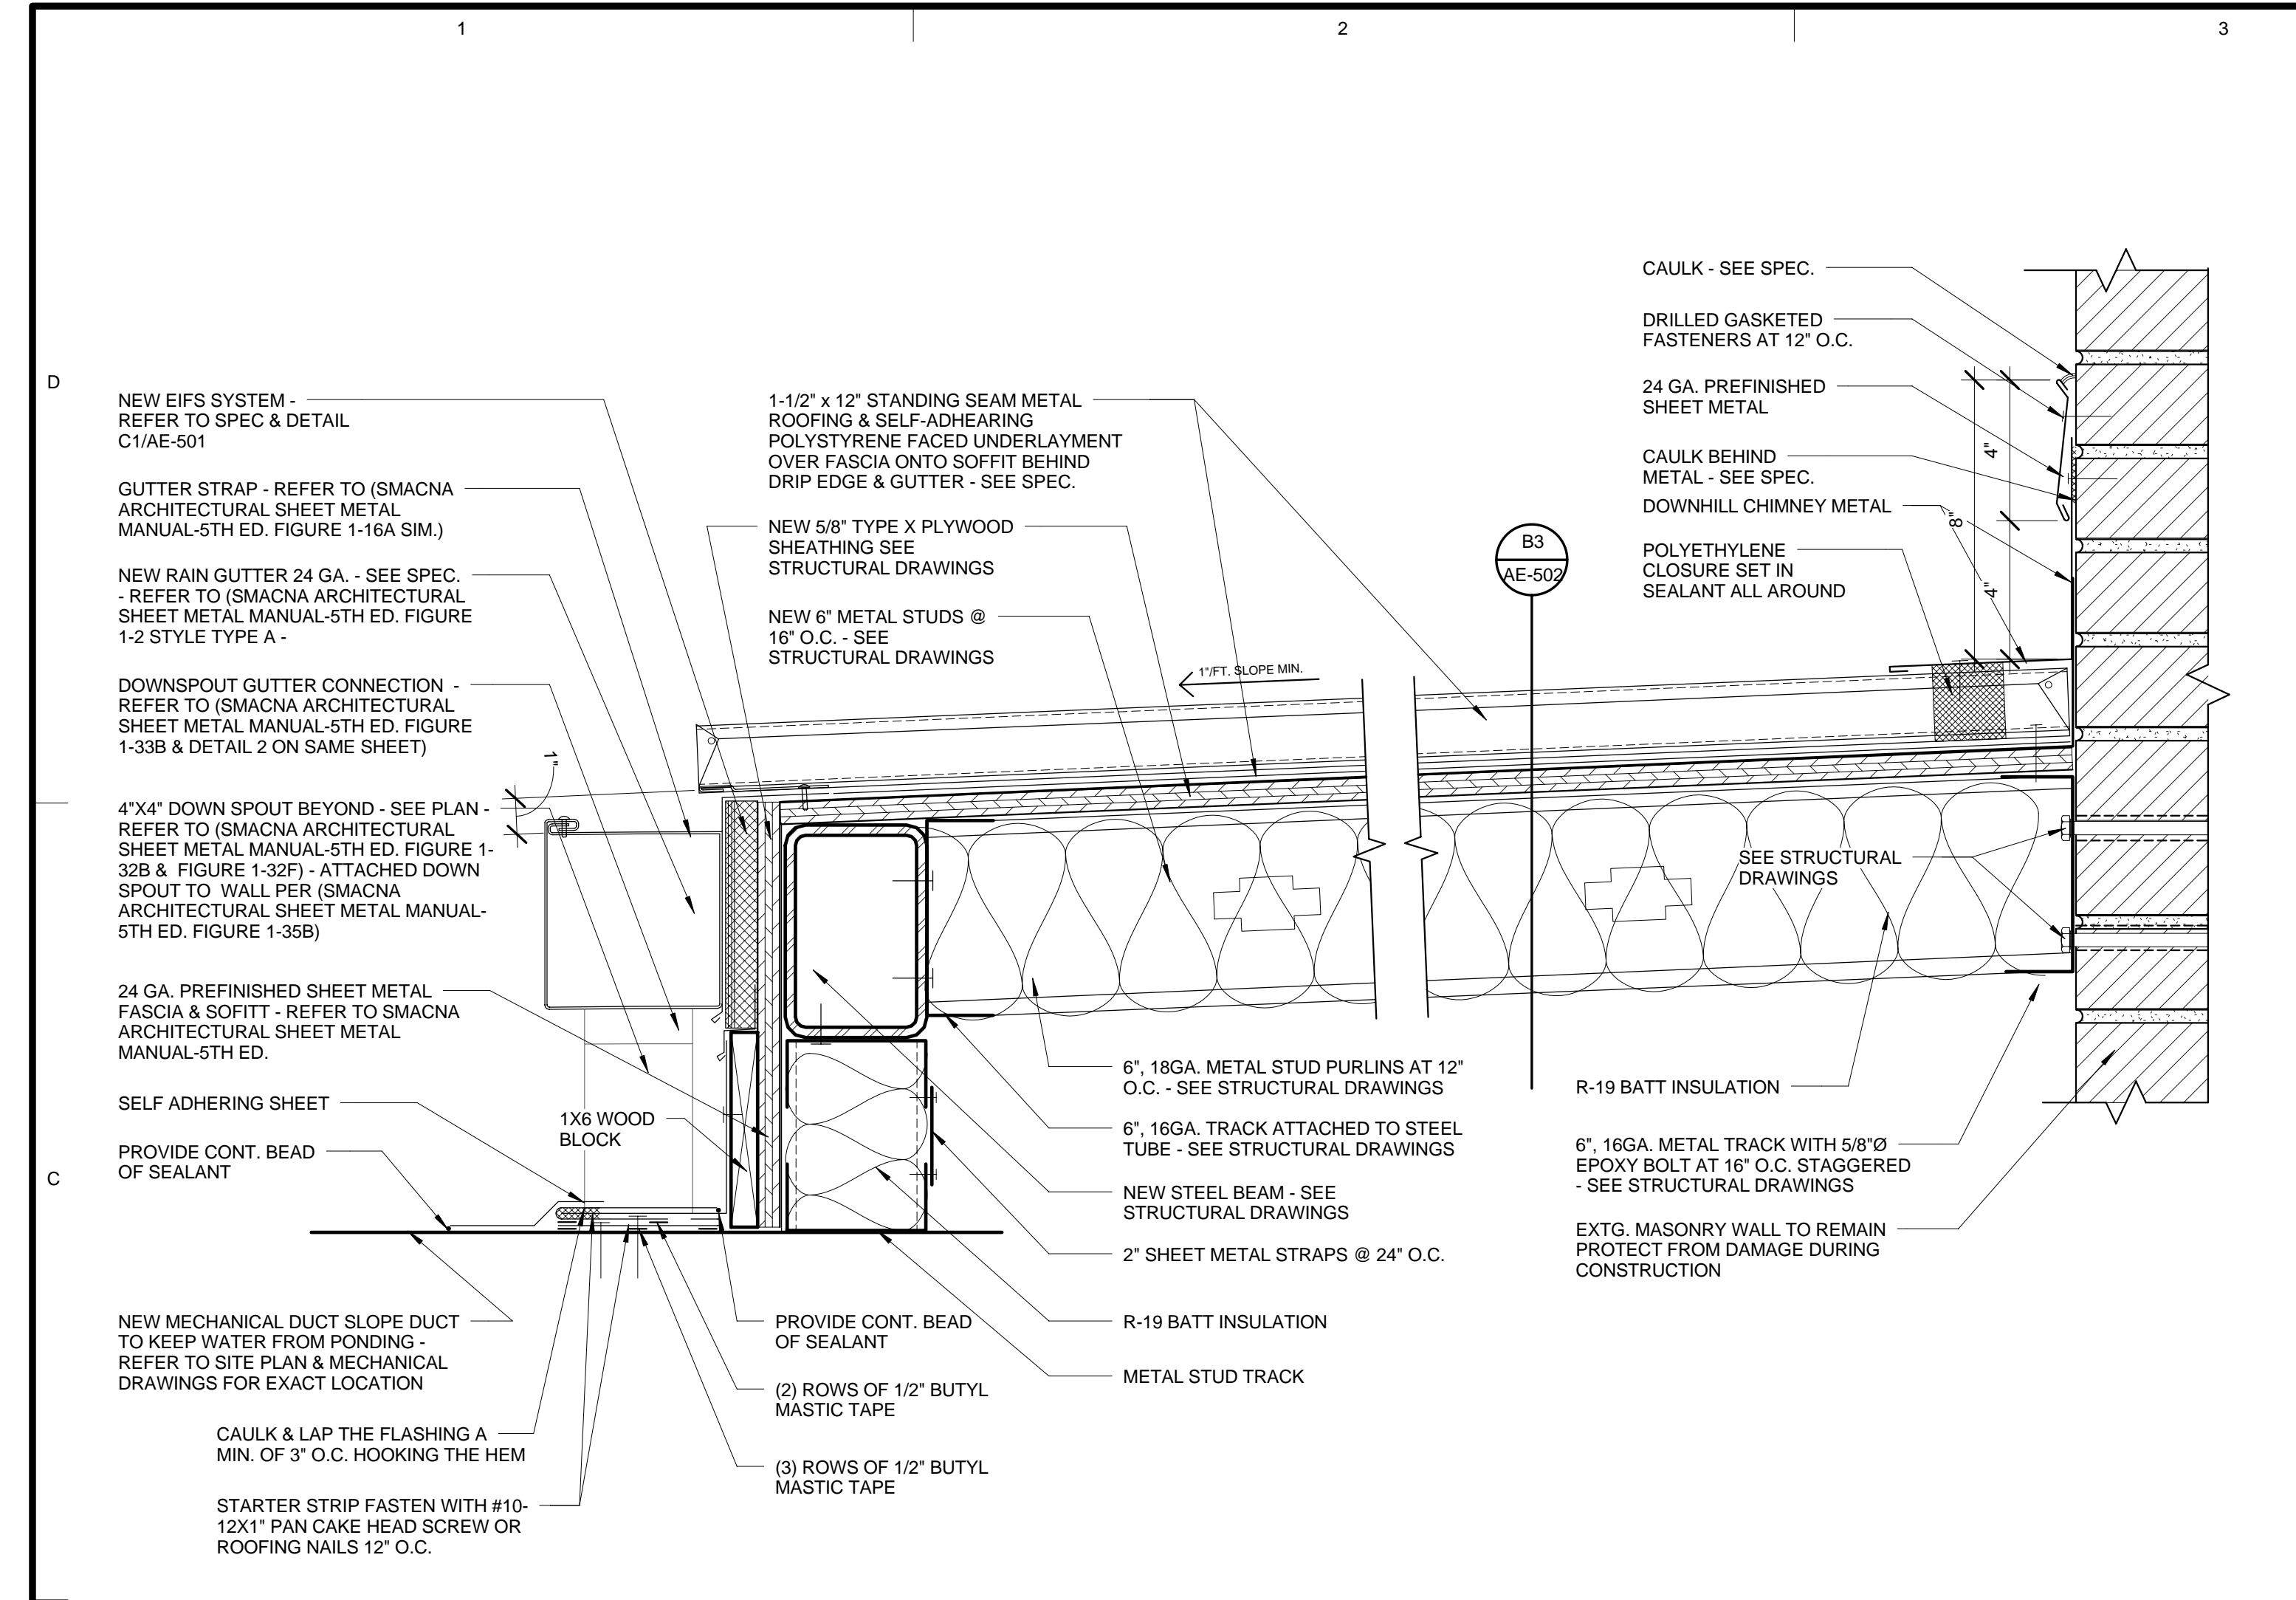 1
2
3
D
C
NEW EIFS SYSTEM -
REFER TO SPEC & DETAIL
C1/AE-501
GUTTER STRAP - REFER TO (SMACNA
ARCHITECTURAL SHEET METAL
MANUAL-5TH ED. FIGURE 1-16A SIM.)
NEW RAIN GUTTER 24 GA. - SEE SPEC.
- REFER TO (SMACNA ARCHITECTURAL
SHEET METAL MANUAL-5TH ED. FIGURE
1-2 STYLE TYPE A -
DOWNSPOUT GUTTER CONNECTION -
REFER TO (SMACNA ARCHITECTURAL
SHEET METAL MANUAL-5TH ED. FIGURE
1-33B & DETAIL 2 ON SAME SHEET)
1"
4"X4" DOWN SPOUT BEYOND - SEE PLAN -
REFER TO (SMACNA ARCHITECTURAL
SHEET METAL MANUAL-5TH ED. FIGURE 1-
32B & FIGURE 1-32F) - ATTACHED DOWN
SPOUT TO WALL PER (SMACNA
ARCHITECTURAL SHEET METAL MANUAL-
5TH ED. FIGURE 1-35B)
24 GA. PREFINISHED SHEET METAL
FASCIA & SOFITT - REFER TO SMACNA
ARCHITECTURAL SHEET METAL
MANUAL-5TH ED.
SELF ADHERING SHEET
PROVIDE CONT. BEAD
OF SEALANT
1X6 WOOD
BLOCK
NEW MECHANICAL DUCT SLOPE DUCT
TO KEEP WATER FROM PONDING -
REFER TO SITE PLAN & MECHANICAL
DRAWINGS FOR EXACT LOCATION
CAULK & LAP THE FLASHING A
MIN. OF 3" O.C. HOOKING THE HEM
STARTER STRIP FASTEN WITH #10-
12X1" PAN CAKE HEAD SCREW OR
ROOFING NAILS 12" O.C.
1-1/2" x 12" STANDING SEAM METAL
ROOFING & SELF-ADHEARING
POLYSTYRENE FACED UNDERLAYMENT
OVER FASCIA ONTO SOFFIT BEHIND
DRIP EDGE & GUTTER - SEE SPEC.
NEW 5/8" TYPE X PLYWOOD
SHEATHING SEE
STRUCTURAL DRAWINGS
NEW 6" METAL STUDS @
16" O.C. - SEE
STRUCTURAL DRAWINGS
1"/FT. SLOPE MIN.
B3
AE-502
PROVIDE CONT. BEAD
OF SEALANT
(2) ROWS OF 1/2" BUTYL
MASTIC TAPE
(3) ROWS OF 1/2" BUTYL
MASTIC TAPE
6", 18GA. METAL STUD PURLINS AT 12"
O.C. - SEE STRUCTURAL DRAWINGS
6", 16GA. TRACK ATTACHED TO STEEL
TUBE - SEE STRUCTURAL DRAWINGS
NEW STEEL BEAM - SEE
STRUCTURAL DRAWINGS
2" SHEET METAL STRAPS @ 24" O.C.
R-19 BATT INSULATION
METAL STUD TRACK
CAULK - SEE SPEC.
DRILLED GASKETED
FASTENERS AT 12" O.C.
24 GA. PREFINISHED
SHEET METAL
CAULK BEHIND
METAL - SEE SPEC.
DOWNHILL CHIMNEY METAL
POLYETHYLENE
CLOSURE SET IN
SEALANT ALL AROUND
4"
8"
4"
SEE STRUCTURAL
DRAWINGS
R-19 BATT INSULATION
6", 16GA. METAL TRACK WITH 5/8"Ø
EPOXY BOLT AT 16" O.C. STAGGERED
- SEE STRUCTURAL DRAWINGS
EXTG. MASONRY WALL TO REMAIN
PROTECT FROM DAMAGE DURING
CONSTRUCTION